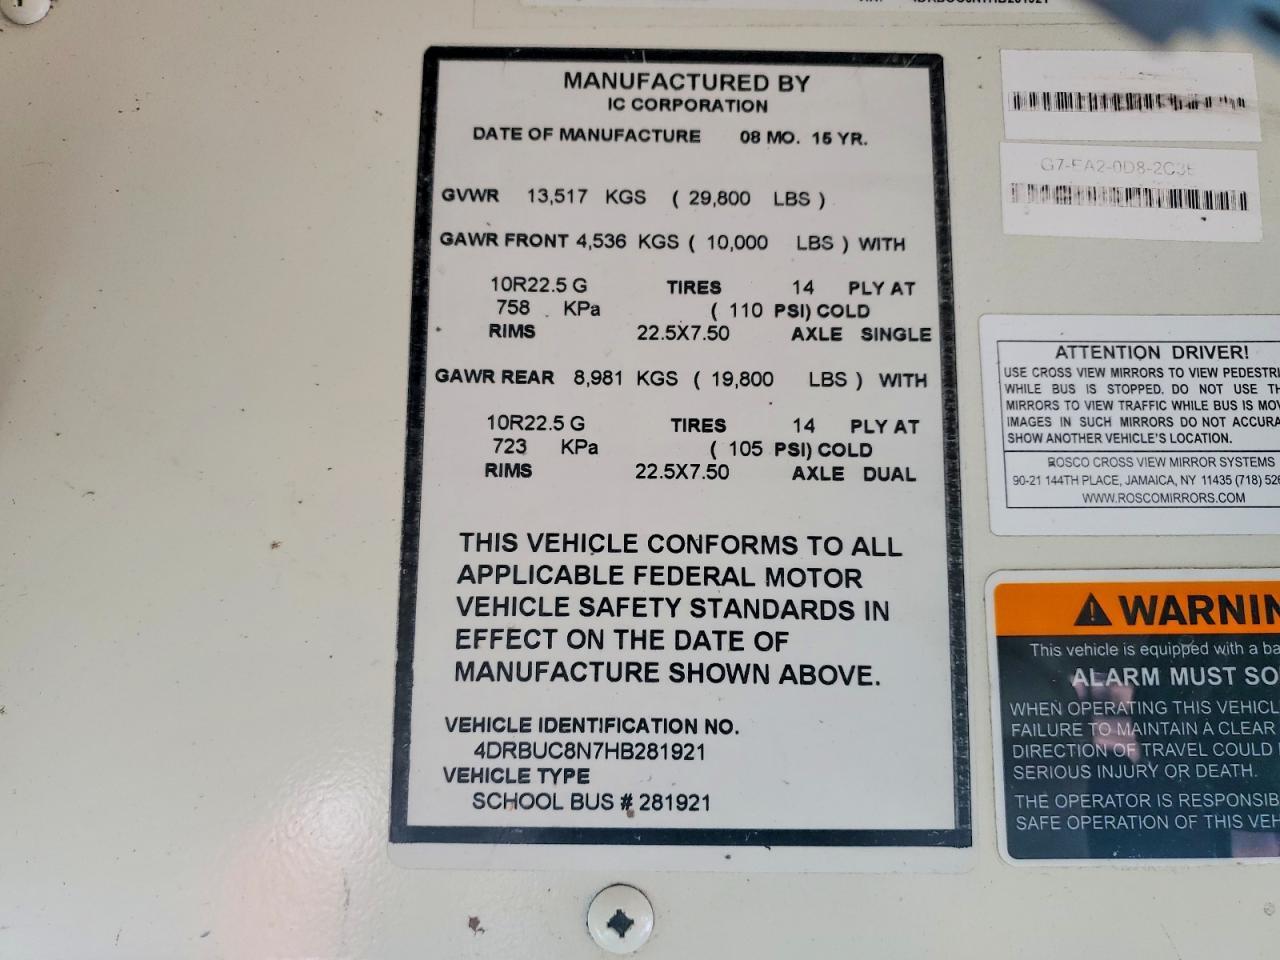 MANUFACTURED BY
IC CORPORATION
DATE OF MANUFACTURE 08 MO. 15 YR.
GVWR 13,517 KGS ( 29,800 LBS )
GAWR FRONT 4,536 KGS ( 10,000 LBS ) WITH
10R22.5 G TIRES 14 PLY AT
758 KPa ( 110 PSI) COLD
RIMS 22.5X7.50 AXLE SINGLE
GAWR REAR 8,981 KGS ( 19,800 LBS ) WITH
10R22.5 G TIRES 14 PLY AT
723 KPa ( 105 PSI) COLD
RIMS 22.5X7.50 AXLE DUAL
THIS VEHICLE CONFORMS TO ALL
APPLICABLE FEDERAL MOTOR
VEHICLE SAFETY STANDARDS IN
EFFECT ON THE DATE OF
MANUFACTURE SHOWN ABOVE.
VEHICLE IDENTIFICATION NO.
4DRBUC8N7HB281921
VEHICLE TYPE
SCHOOL BUS # 281921
ATTENTION DRIVER!
USE CROSS VIEW MIRRORS TO VIEW PEDESTRI
WHILE BUS IS STOPPED. DO NOT USE TH
MIRRORS TO VIEW TRAFFIC WHILE BUS IS MOV
IMAGES IN SUCH MIRRORS DO NOT ACCURA
SHOW ANOTHER VEHICLE'S LOCATION.
ROSCO CROSS VIEW MIRROR SYSTEMS
90-21 144TH PLACE, JAMAICA, NY 11435 (718) 526
WWW.ROSCOMIRRORS.COM
WARNIN
This vehicle is equipped with a ba
ALARM MUST SO
WHEN OPERATING THIS VEHICL
FAILURE TO MAINTAIN A CLEAR
DIRECTION OF TRAVEL COULD
SERIOUS INJURY OR DEATH.
THE OPERATOR IS RESPONSIB
SAFE OPERATION OF THIS VEH